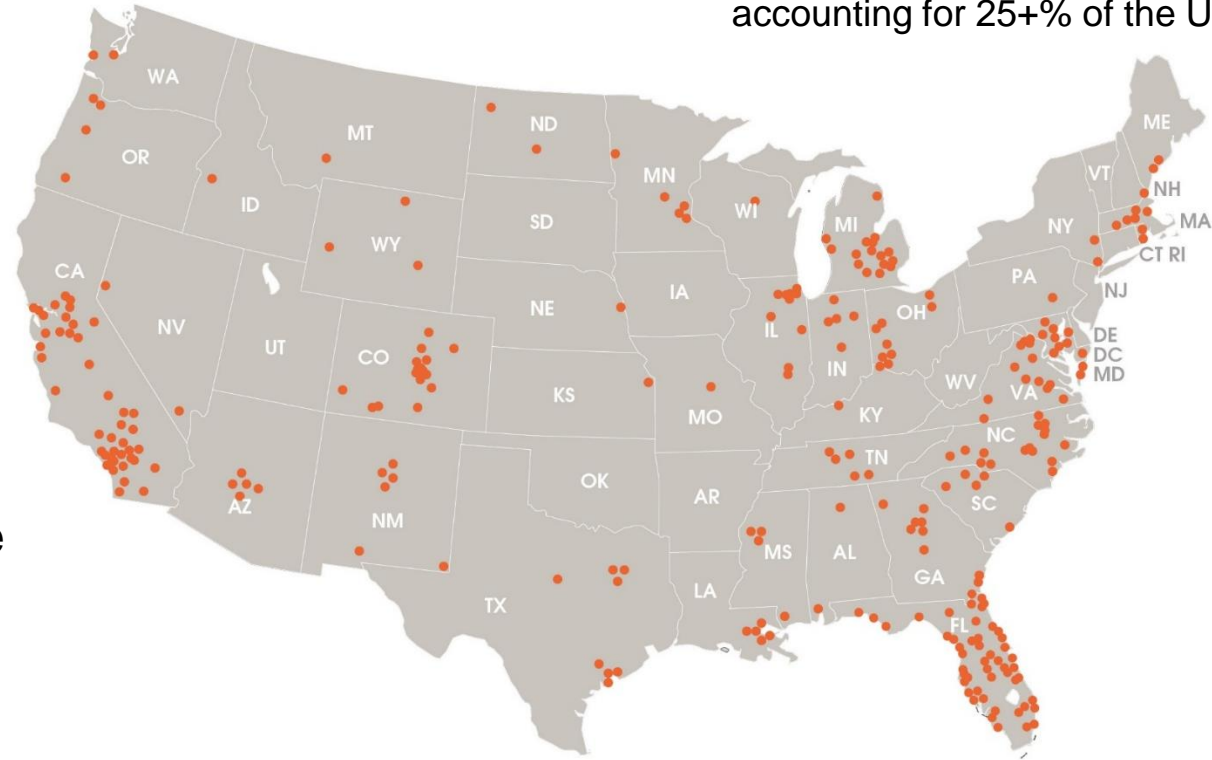 accounting for 25+% of the U
WA
MT
ND
MN
ME
VT
NH
OR
ID
WY
SD
WI
MI
NY
MA
CT RI
CA
NV
UT
CO
NE
IA
IL
IN
OH
PA
NJ
DE
DC
MD
WV
VA
KS
MO
KY
e
AZ
NM
OK
AR
TN
NC
SC
TX
LA
MS
AL
GA
FL